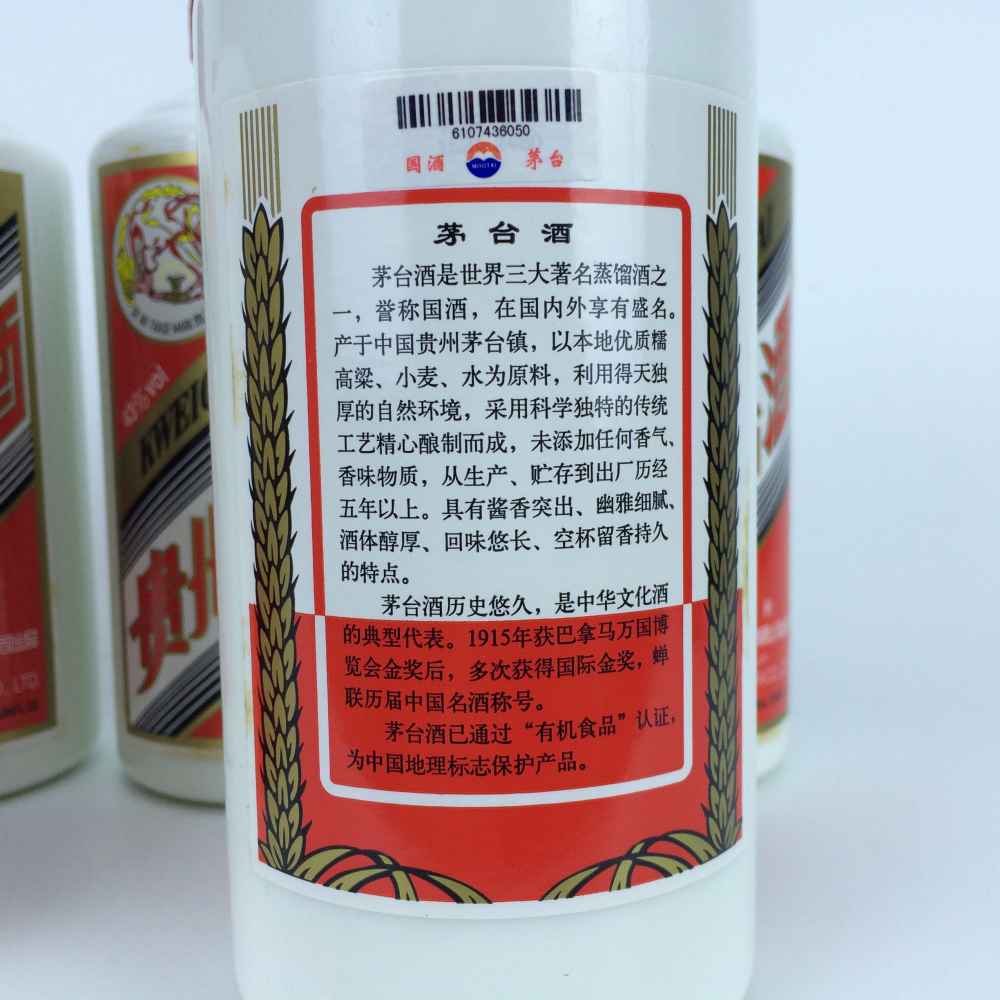 6107436050
国酒 MOUTAI 茅台
茅台酒
茅台酒是世界三大著名蒸馏酒之
一，誉称国酒，在国内外享有盛名。
产于中国贵州茅台镇，以本地优质糯
高粱、小麦、水为原料，利用得天独
厚的自然环境，采用科学独特的传统
工艺精心酿制而成，未添加任何香气、
香味物质，从生产、贮存到出厂历经
五年以上。具有酱香突出、幽雅细腻、
酒体醇厚、回味悠长、空杯留香持久
的特点。
茅台酒历史悠久，是中华文化酒
的典型代表。1915年获巴拿马万国博
览会金奖后，多次获得国际金奖，蝉
联历届中国名酒称号。
茅台酒已通过“有机食品”认证，
为中国地理标志保护产品。
KWEIC
贵州